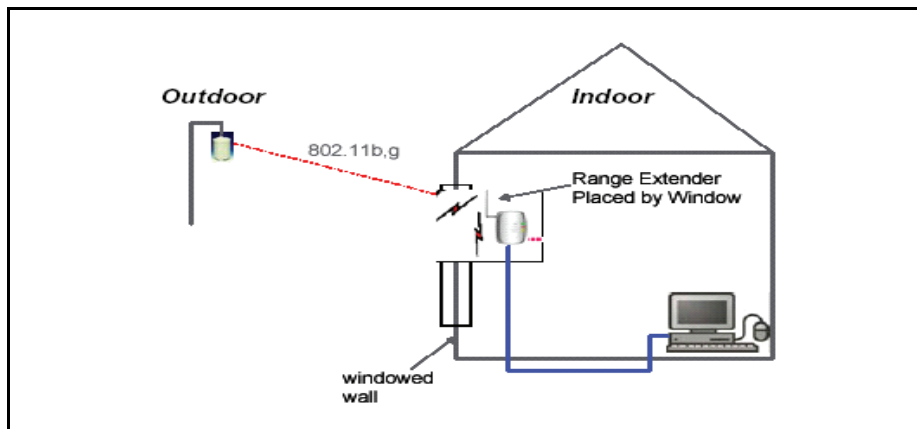 Outdoor
Indoor
802.11b,g
Range Extender
Placed by Window
windowed
wall